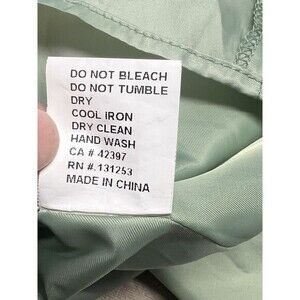 DO NOT BLEACH
DO NOT TUMBLE
DRY
COOL IRON
DRY CLEAN
HAND WASH
CA # 42397
RN #.131253
MADE IN CHINA